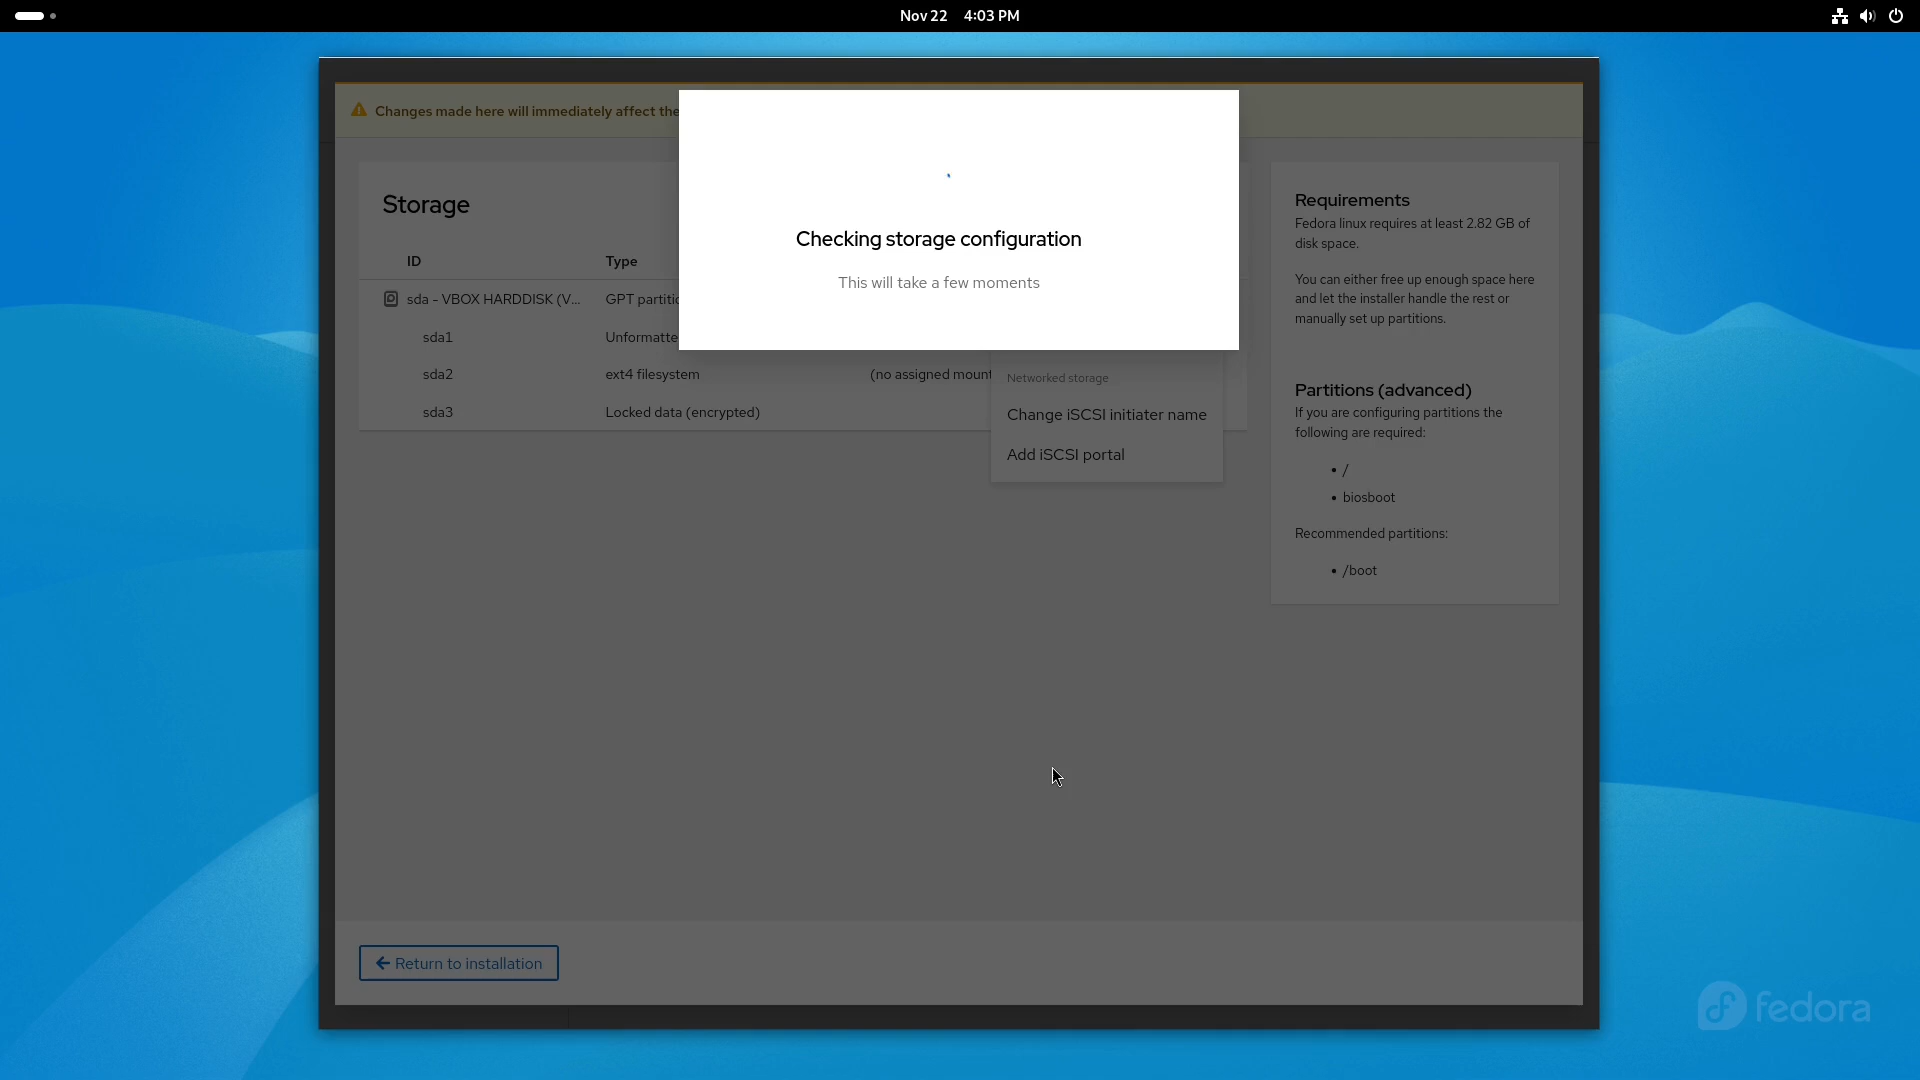 Nov 22 4:03 PM
Changes made here will immediately affect the
Storage
ID Type
sda - VBOX HARDDISK (V... GPT partitio
sda1 Unformatte
sda2 ext4 filesystem (no assigned mount
sda3 Locked data (encrypted)
Checking storage configuration
This will take a few moments
Networked storage
Change iSCSI initiater name
Add iSCSI portal
Requirements
Fedora linux requires at least 2.82 GB of
disk space.
You can either free up enough space here
and let the installer handle the rest or
manually set up partitions.
Partitions (advanced)
If you are configuring partitions the
following are required:
• /
• biosboot
Recommended partitions:
• /boot
Return to installation
fedora